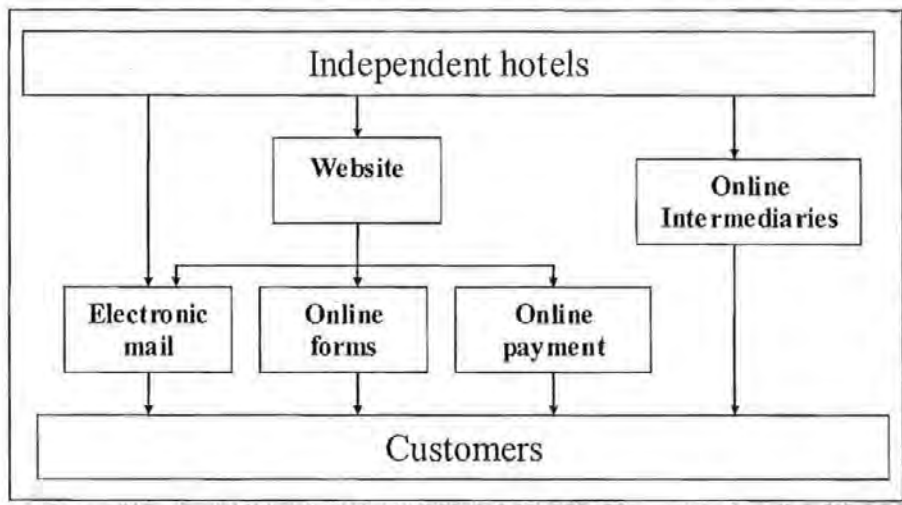 Independent hotels
Website
Online
Intermediaries
Electronic
mail
Online
forms
Online
payment
Customers